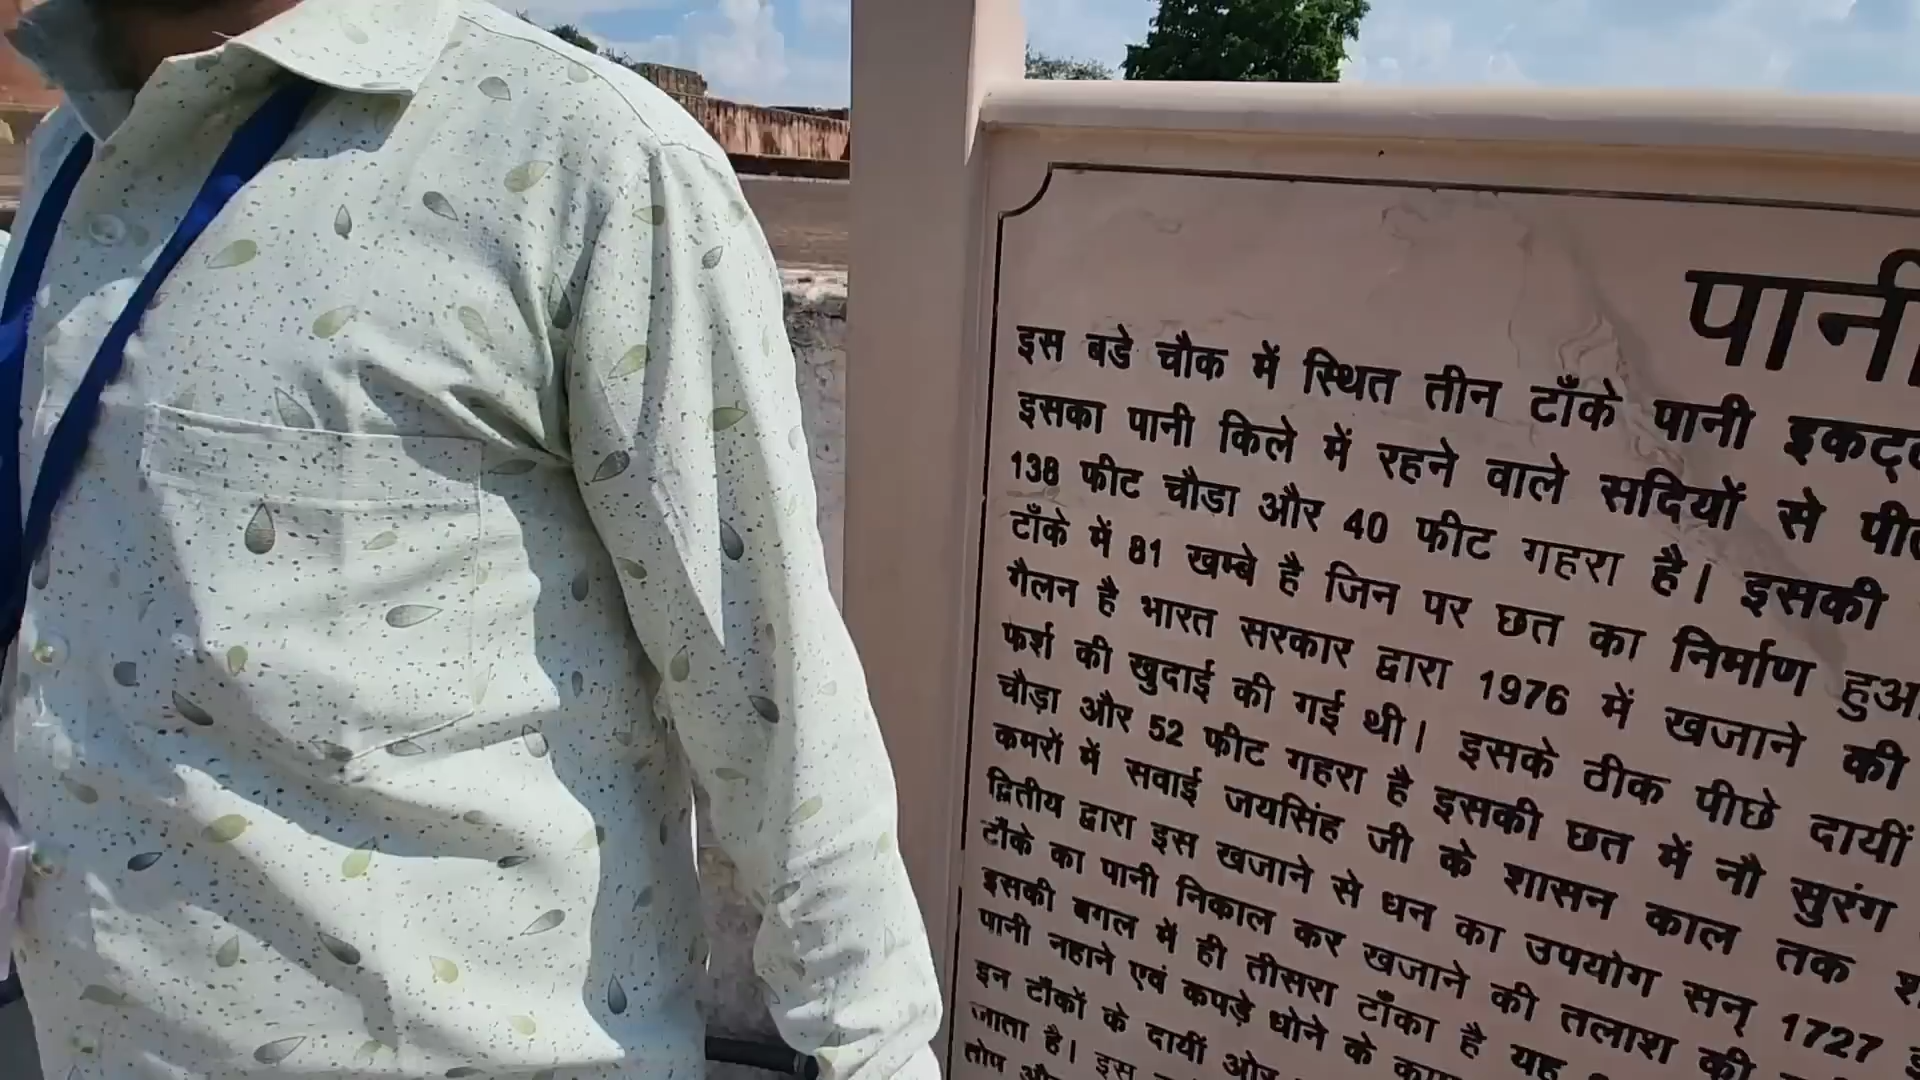 पानी
इस बडे चौक में स्थित तीन टाँके पानी
इसका पानी किले में रहने वाले सदियों से
138 फीट चौडा और 40 फीट गहरा है। इसकी
टाँके में 81 खम्बे है जिन पर छत का निर्माण
गैलन है भारत सरकार द्वारा 1976 में खजाने की
फर्श की खुदाई की गई थी। इसके ठीक पीछे दायीं
चौड़ा और 52 फीट गहरा है इसकी छत में नौ सुरंग
कमरों में सवाई जयसिंह जी के शासन काल तक
द्वितीय द्वारा इस खजाने से धन का उपयोग सन् 1727
टाँके का पानी निकाल कर खजाने की तलाश की
इसकी बगल में ही तीसरा टाँका है यह
पानी नहाने एवं कपड़े धोने के
इन टाँकों के दायीं ओर
जाता है। इस
तोप